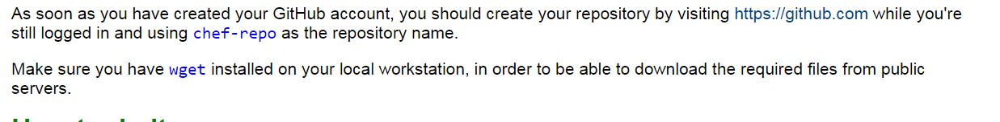 As soon as you have created your GitHub account, you should create your repository by visiting https://github.com while you're
still logged in and using chef-repo as the repository name.
Make sure you have wget installed on your local workstation, in order to be able to download the required files from public
servers.